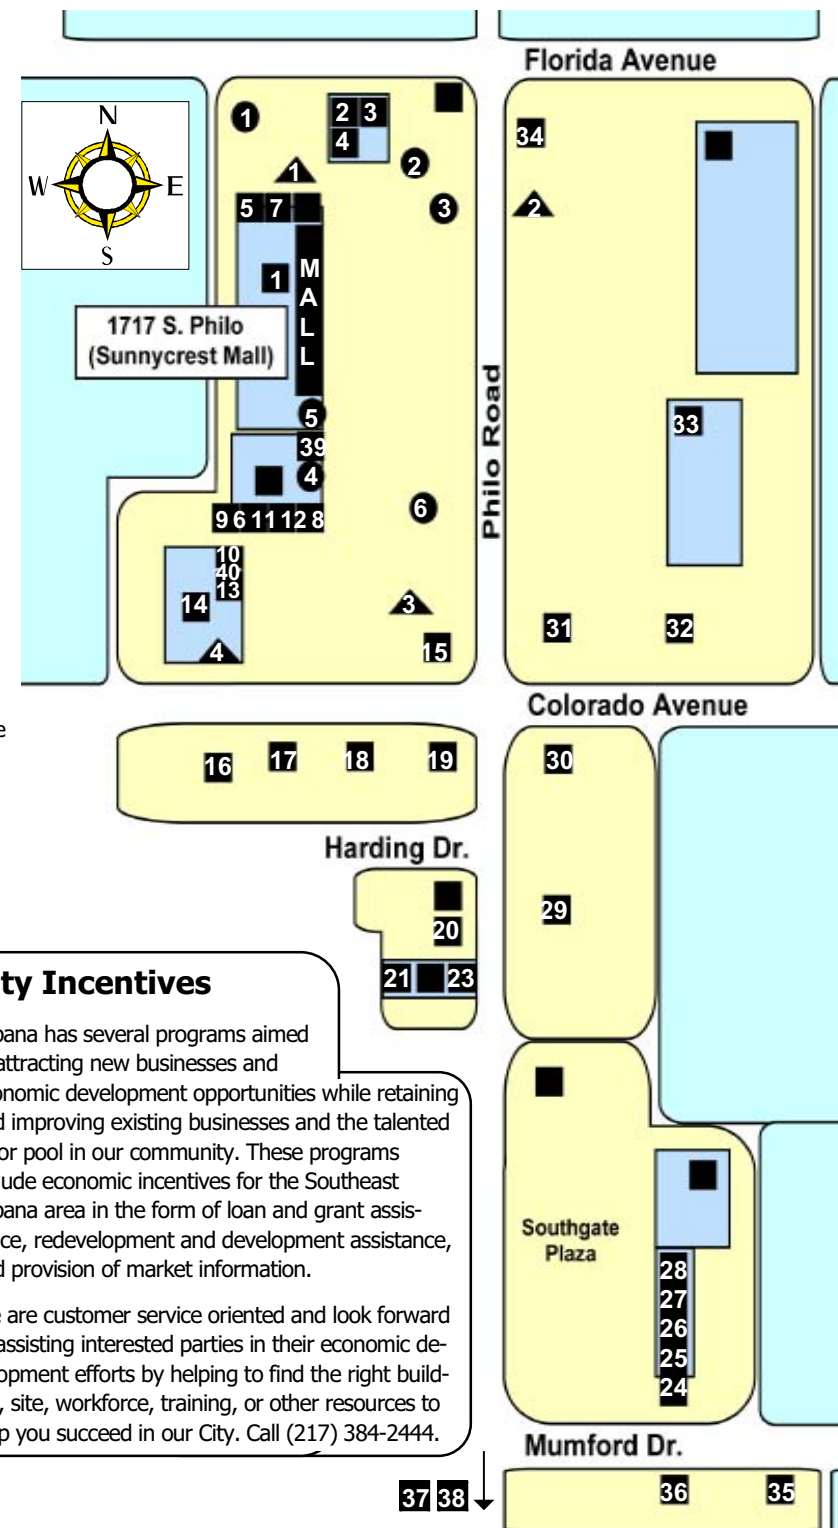 Florida Avenue
N
W E
S
1
2 3
4
2
3
1
34
2
5 7
1
MALL
1717 S. Philo
(Sunnycrest Mall)
5
39
4
9 6 11 12 8
6
Philo Road
33
10
40
13
14
4
3
15
31 32
Colorado Avenue
e
16 17 18 19
30
Harding Dr.
20
29
21 23
ty Incentives
bana has several programs aimed
attracting new businesses and
onomic development opportunities while retaining
d improving existing businesses and the talented
or pool in our community. These programs
lude economic incentives for the Southeast
bana area in the form of loan and grant assis-
ce, redevelopment and development assistance,
d provision of market information.
e are customer service oriented and look forward
assisting interested parties in their economic de-
opment efforts by helping to find the right build-
, site, workforce, training, or other resources to
p you succeed in our City. Call (217) 384-2444.
Southgate
Plaza
28
27
26
25
24
Mumford Dr.
37 38
36 35